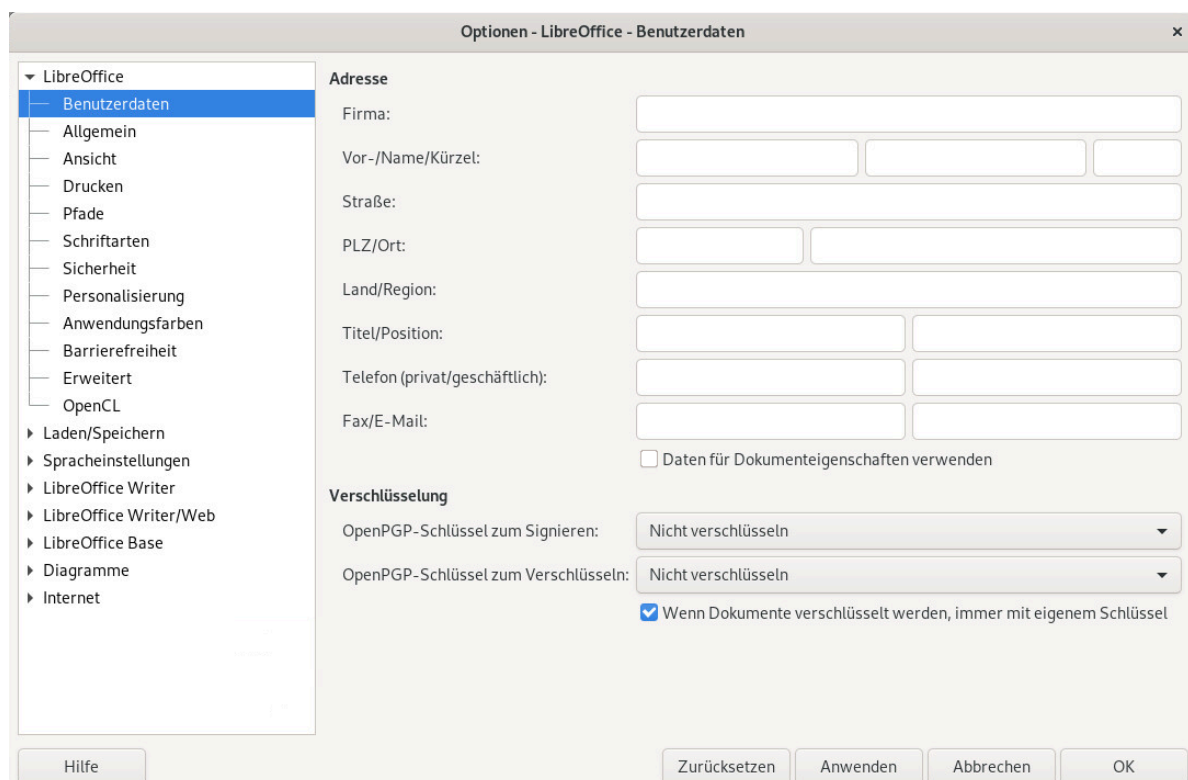 Optionen - LibreOffice - Benutzerdaten
LibreOffice
Benutzerdaten
Allgemein
Ansicht
Drucken
Pfade
Schriftarten
Sicherheit
Personalisierung
Anwendungsfarben
Barrierefreiheit
Erweitert
OpenCL
Laden/Speichern
Spracheinstellungen
LibreOffice Writer
LibreOffice Writer/Web
LibreOffice Base
Diagramme
Internet
Adresse
Firma:
Vor-/Name/Kürzel:
Straße:
PLZ/Ort:
Land/Region:
Titel/Position:
Telefon (privat/geschäftlich):
Fax/E-Mail:
Daten für Dokumenteigenschaften verwenden
Verschlüsselung
OpenPGP-Schlüssel zum Signieren: Nicht verschlüsseln
OpenPGP-Schlüssel zum Verschlüsseln: Nicht verschlüsseln
Wenn Dokumente verschlüsselt werden, immer mit eigenem Schlüssel
Hilfe Zurücksetzen Anwenden Abbrechen OK